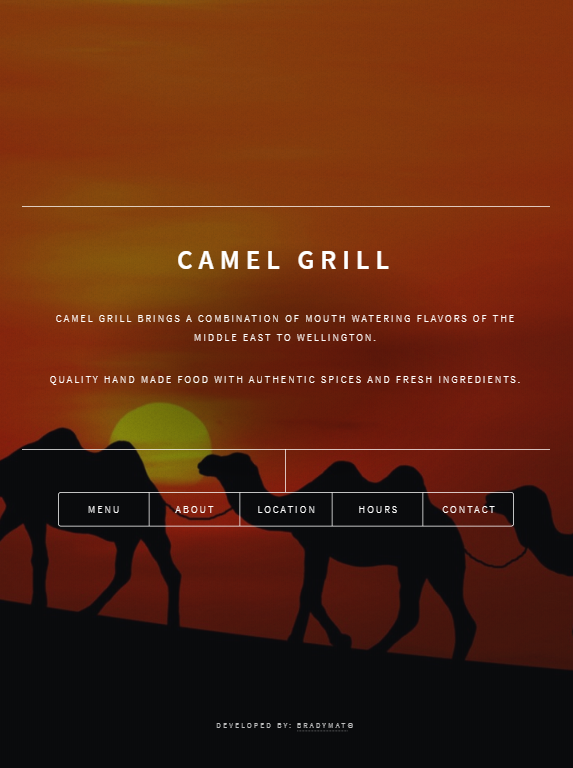 CAMEL GRILL
CAMEL GRILL BRINGS A COMBINATION OF MOUTH WATERING FLAVORS OF THE
MIDDLE EAST TO WELLINGTON.
QUALITY HAND MADE FOOD WITH AUTHENTIC SPICES AND FRESH INGREDIENTS.
MENU ABOUT LOCATION HOURS CONTACT
DEVELOPED BY: BRADYMAT©